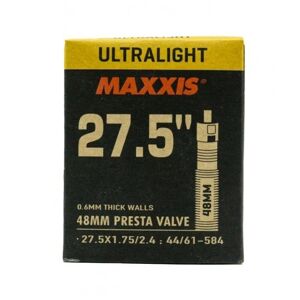 ULTRALIGHT
MAXXIS®
27.5"
48MM
0.6MM THICK WALLS
48MM PRESTA VALVE
· 27.5X1.75/2.4 ; 44/61-584